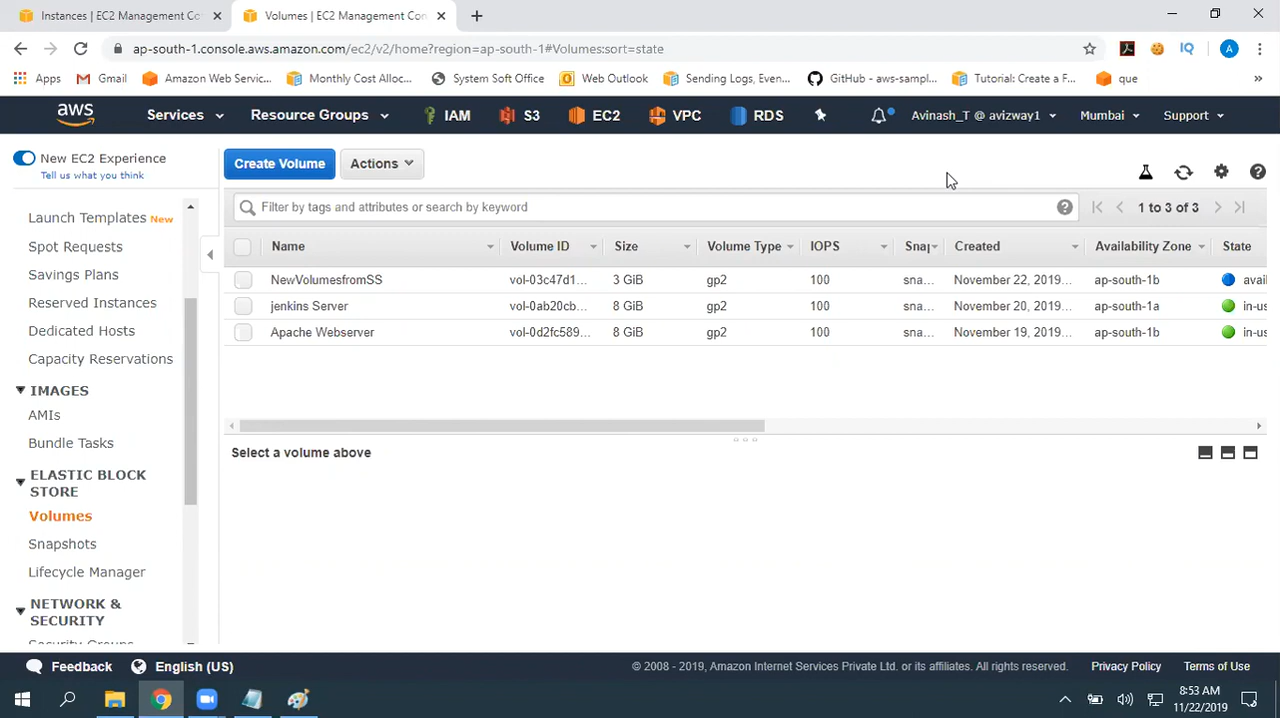 Instances | EC2 Management Co
Volumes | EC2 Management Con
ap-south-1.console.aws.amazon.com/ec2/v2/home?region=ap-south-1#Volumes:sort=state
A
Apps
Gmail
Amazon Web Servic...
Monthly Cost Alloc...
System Soft Office
Web Outlook
Sending Logs, Even...
GitHub - aws-sampl...
Tutorial: Create a F...
que
»
aws
Services
Resource Groups
IAM
S3
EC2
VPC
RDS
Avinash_T @ avizway1
Mumbai
Support
New EC2 Experience
Tell us what you think
Launch Templates New
Spot Requests
Savings Plans
Reserved Instances
Dedicated Hosts
Capacity Reservations
IMAGES
AMIs
Bundle Tasks
ELASTIC BLOCK
STORE
Volumes
Snapshots
Lifecycle Manager
NETWORK &
SECURITY
Security Groups
Create Volume
Actions
Filter by tags and attributes or search by keyword
1 to 3 of 3
Name Volume ID Size Volume Type IOPS Snap Created Availability Zone State
NewVolumesfromSS vol-03c47d1... 3 GiB gp2 100 sna... November 22, 2019... ap-south-1b avai
jenkins Server vol-0ab20cb... 8 GiB gp2 100 sna... November 20, 2019... ap-south-1a in-us
Apache Webserver vol-0d2fc589... 8 GiB gp2 100 sna... November 19, 2019... ap-south-1b in-us
Select a volume above
Feedback
English (US)
© 2008 - 2019, Amazon Internet Services Private Ltd. or its affiliates. All rights reserved.
Privacy Policy
Terms of Use
8:53 AM
11/22/2019